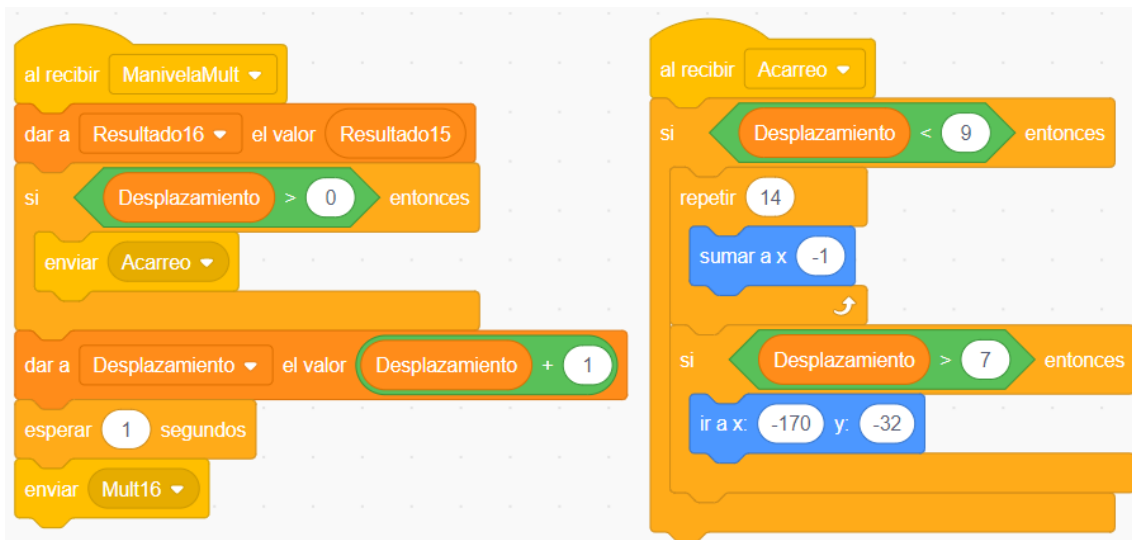 al recibir ManivelaMult
dar a Resultado16 el valor Resultado15
si Desplazamiento > 0 entonces
enviar Acarreo
dar a Desplazamiento el valor Desplazamiento + 1
esperar 1 segundos
enviar Mult16
al recibir Acarreo
si Desplazamiento < 9 entonces
repetir 14
sumar a x -1
si Desplazamiento > 7 entonces
ir a x: -170 y: -32